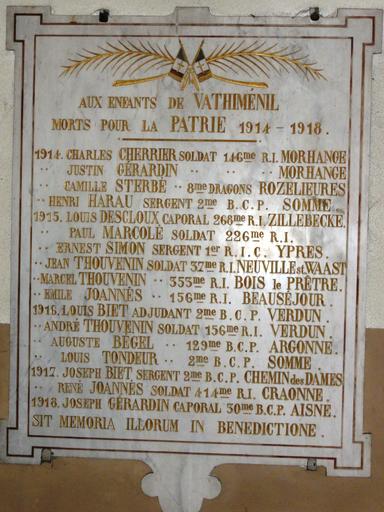 AUX ENFANTS DE VATHIMÉNIL
MORTS POUR LA PATRIE 1914 - 1918.
1914. CHARLES CHERRIER SOLDAT 146me R.I. MORHANGE
" JUSTIN GÉRARDIN " " MORHANGE
" CAMILLE STERBÉ " 8me DRAGONS ROZELIEURES
" HENRI HARAU SERGENT 2me B.C.P. SOMME
1915. LOUIS DESCLOUX CAPORAL 268me R.I. ZILLEBECKE
" PAUL MARCOLÉ SOLDAT 226me R.I.
" ERNEST SIMON SERGENT 1er R.I.C. YPRES.
" JEAN THOUVENIN SOLDAT 37me R.I. NEUVILLE st WAAST
" MARCEL THOUVENIN " 353me R.I. BOIS le PRÊTRE.
" EMILE JOANNÈS " 156me R.I. BEAUSÉJOUR.
1916. LOUIS BIET ADJUDANT 2me B.C.P. VERDUN
" ANDRÉ THOUVENIN SOLDAT 156me R.I. VERDUN.
" AUGUSTE BÉGEL " 129me B.C.P. ARGONNE.
" LOUIS TONDEUR " 2me B.C.P. SOMME
1917. JOSEPH BIET SERGENT 2me B.C.P. CHEMIN des DAMES
" RENÉ JOANNÈS SOLDAT 414me R.I. CRAONNE.
1918. JOSEPH GÉRARDIN CAPORAL 30me B.C.P. AISNE.
SIT MEMORIA ILLORUM IN BENEDICTIONE.